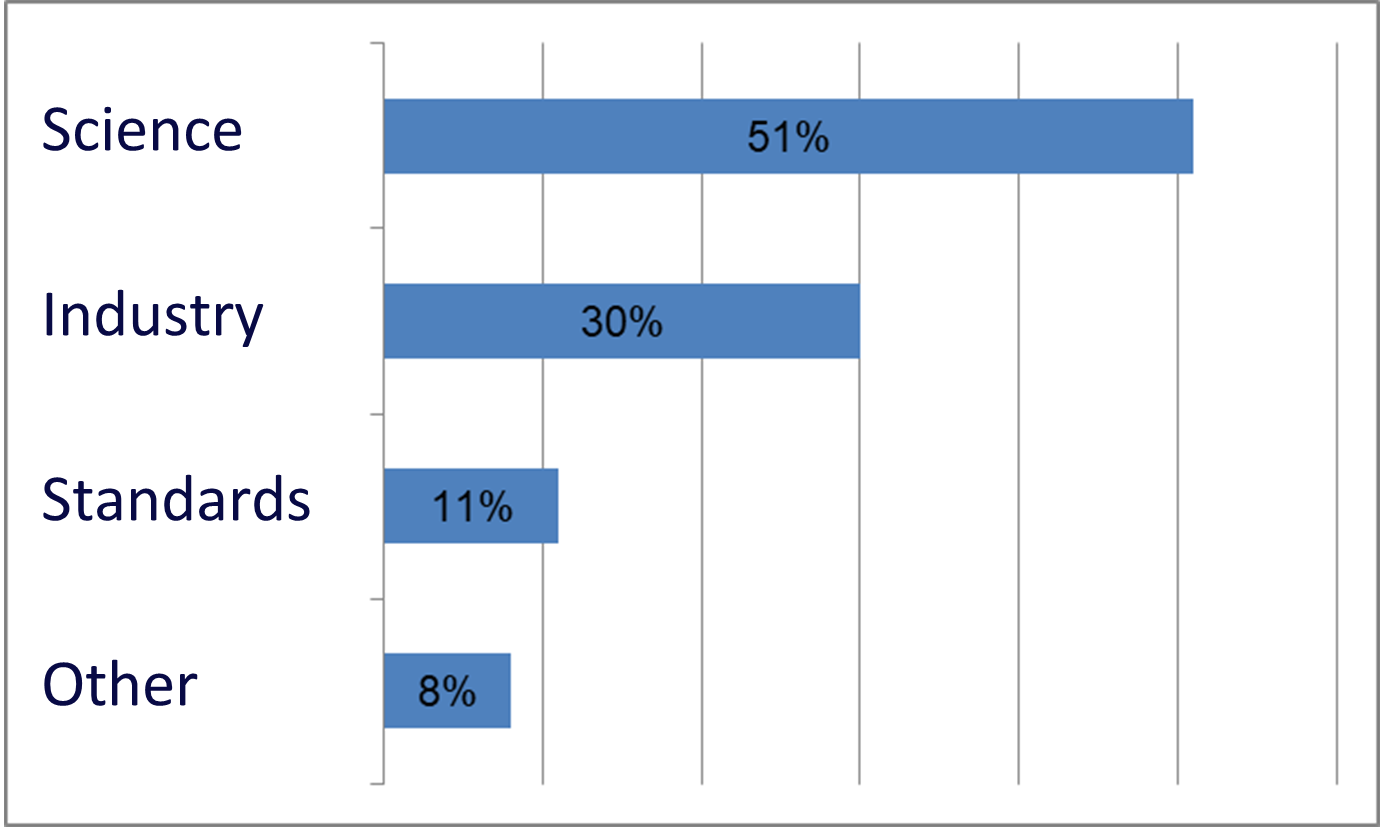 Science
51%
Industry
30%
Standards
11%
Other
8%